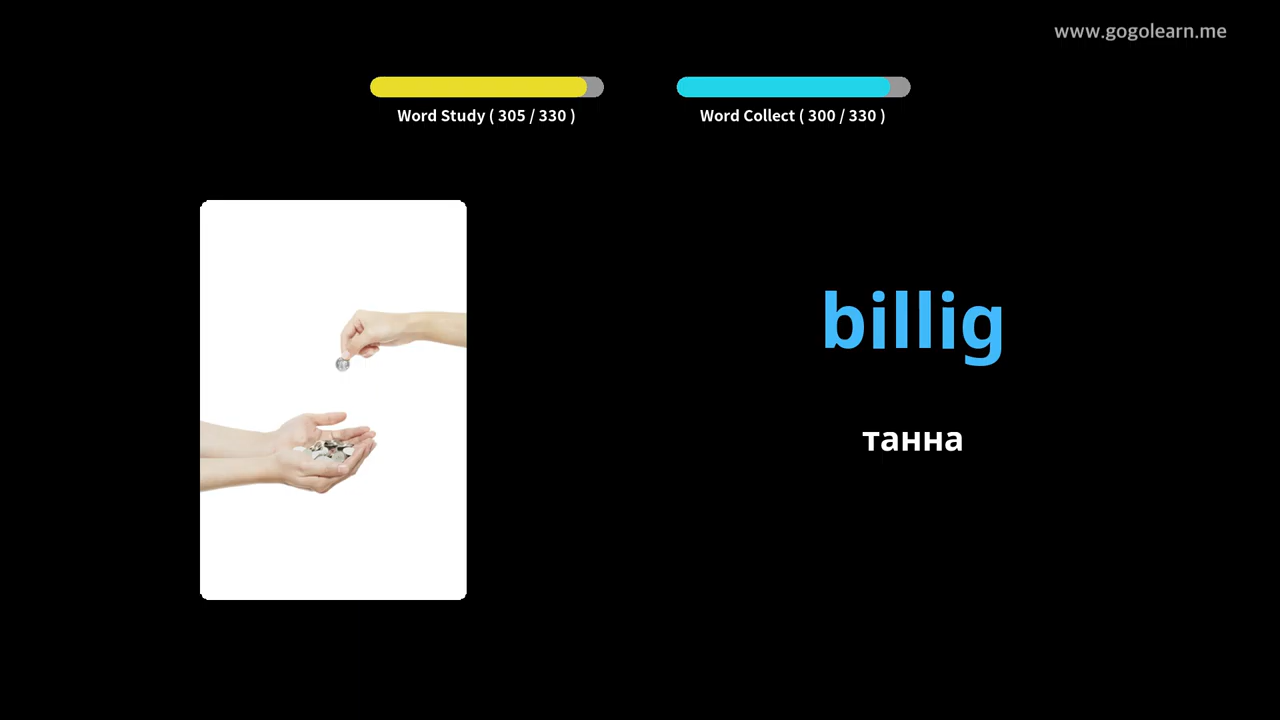 www.gogolearn.me
Word Study ( 305 / 330 )
Word Collect ( 300 / 330 )
billig
танна